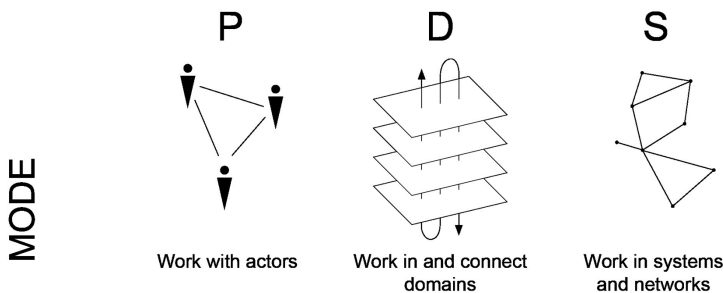 P
D
S
MODE
Work with actors
Work in and connect
domains
Work in systems
and networks